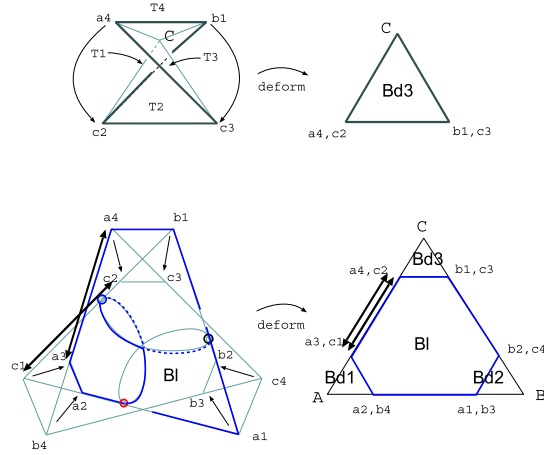 T4
a4
b1
C
C
T1
T3
deform
Bd3
T2
c2
c3
a4,c2
b1,c3
a4
b1
C
c2
c3
Bd3
a4,c2
b1,c3
deform
c1
a3
b2
a3,c1
Bl
b2,c4
Bl
c4
Bd1
Bd2
a2
b3
A
B
a2,b4
a1,b3
b4
a1